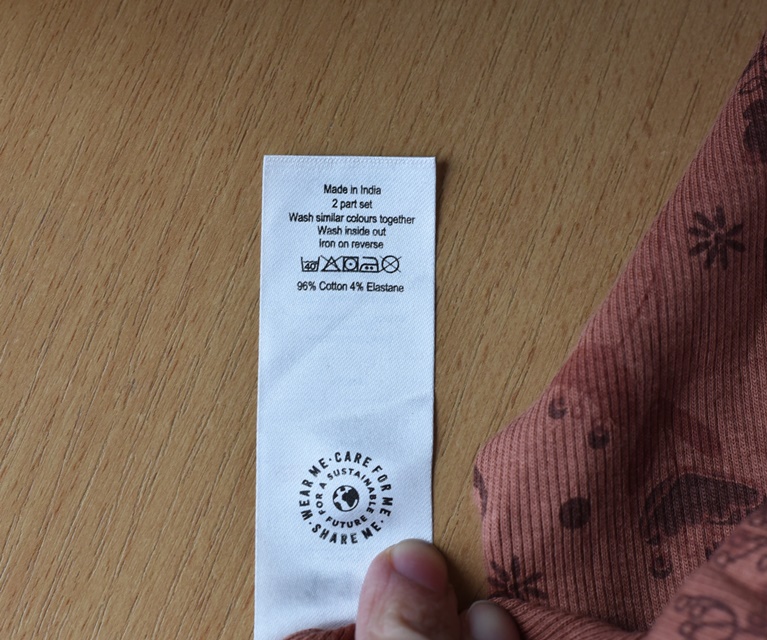 Made in India
2 part set
Wash similar colours together
Wash inside out
Iron on reverse
40
96% Cotton 4% Elastane
WEAR ME · CARE FOR ME · SHARE ME ·
FOR A SUSTAINABLE FUTURE